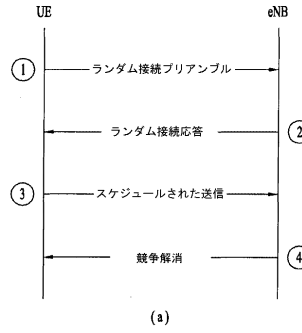 UE eNB
① ランダム接続プリアンブル
ランダム接続応答 ②
③ スケジュールされた送信
競争解消 ④
(a)